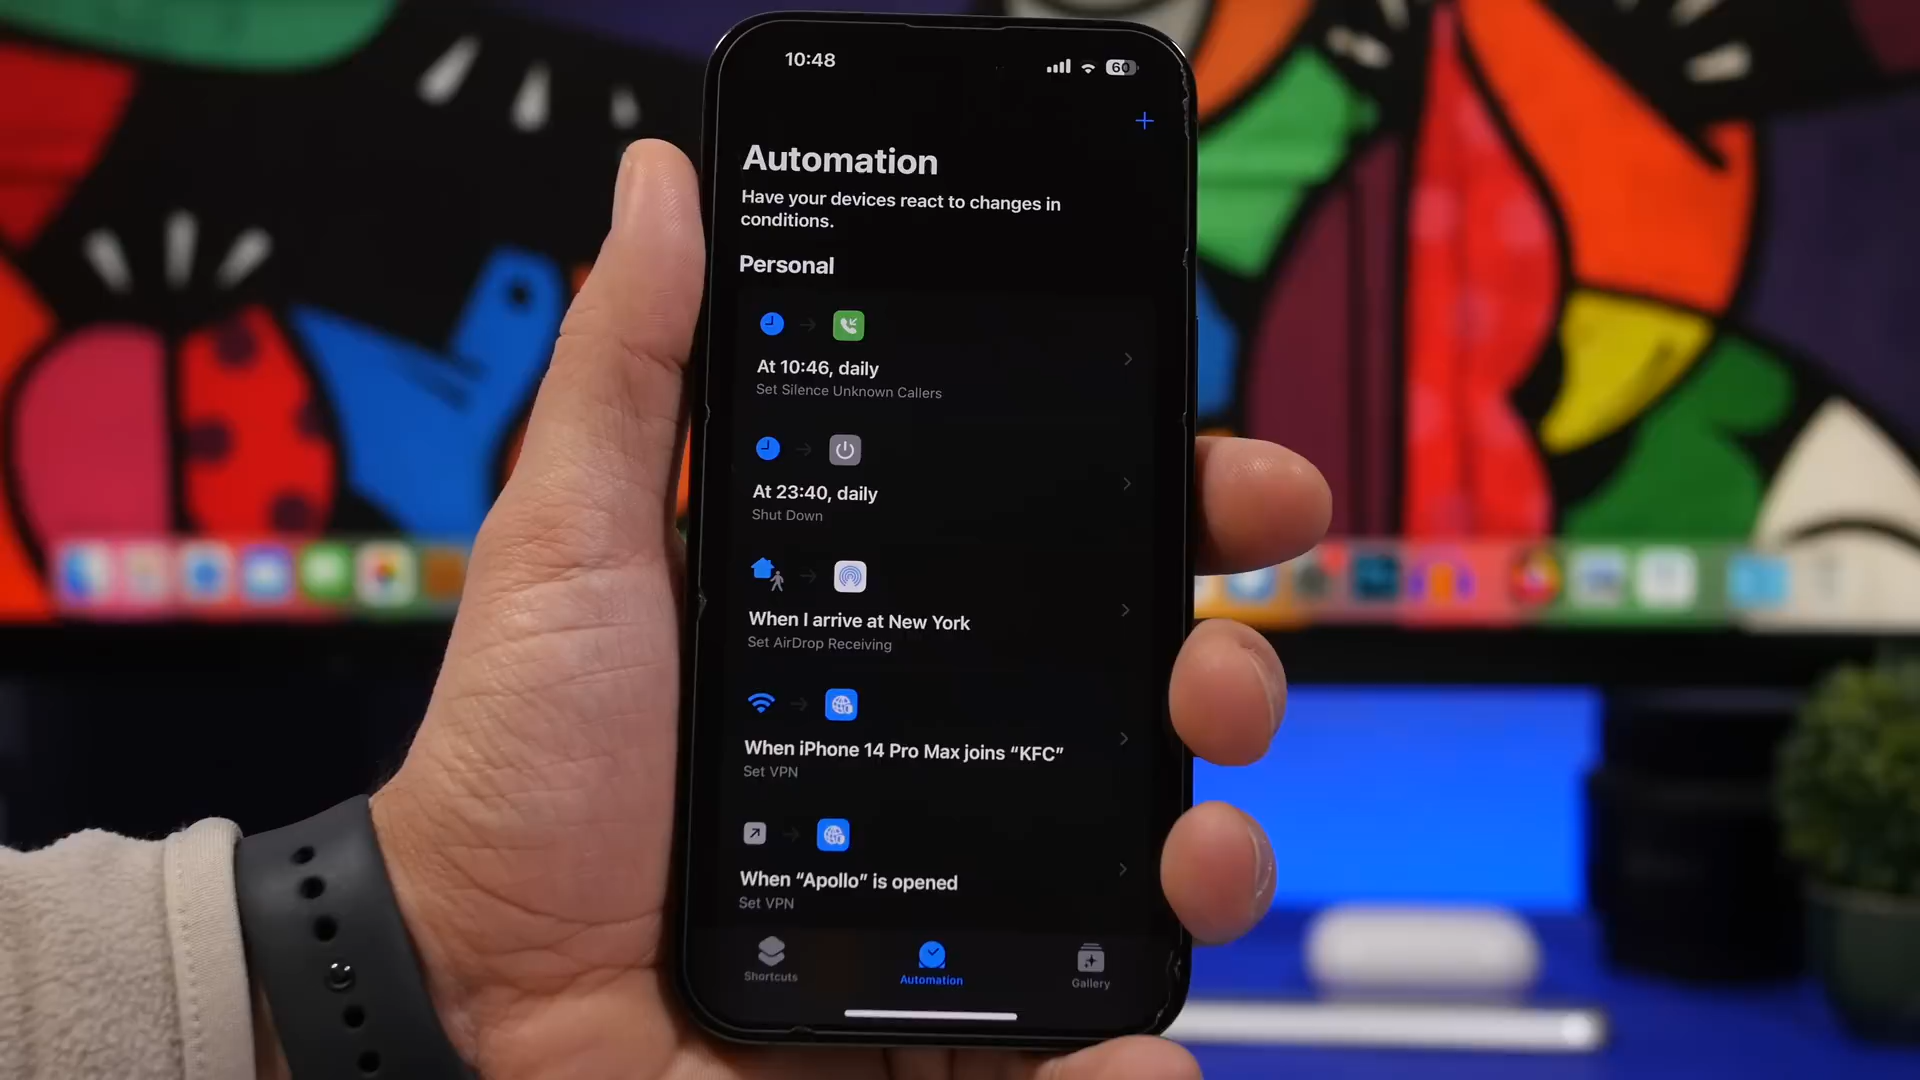 10:48
60
Automation
Have your devices react to changes in
conditions.
Personal
At 10:46, daily
Set Silence Unknown Callers
At 23:40, daily
Shut Down
When I arrive at New York
Set AirDrop Receiving
When iPhone 14 Pro Max joins “KFC”
Set VPN
When “Apollo” is opened
Set VPN
Shortcuts
Automation
Gallery